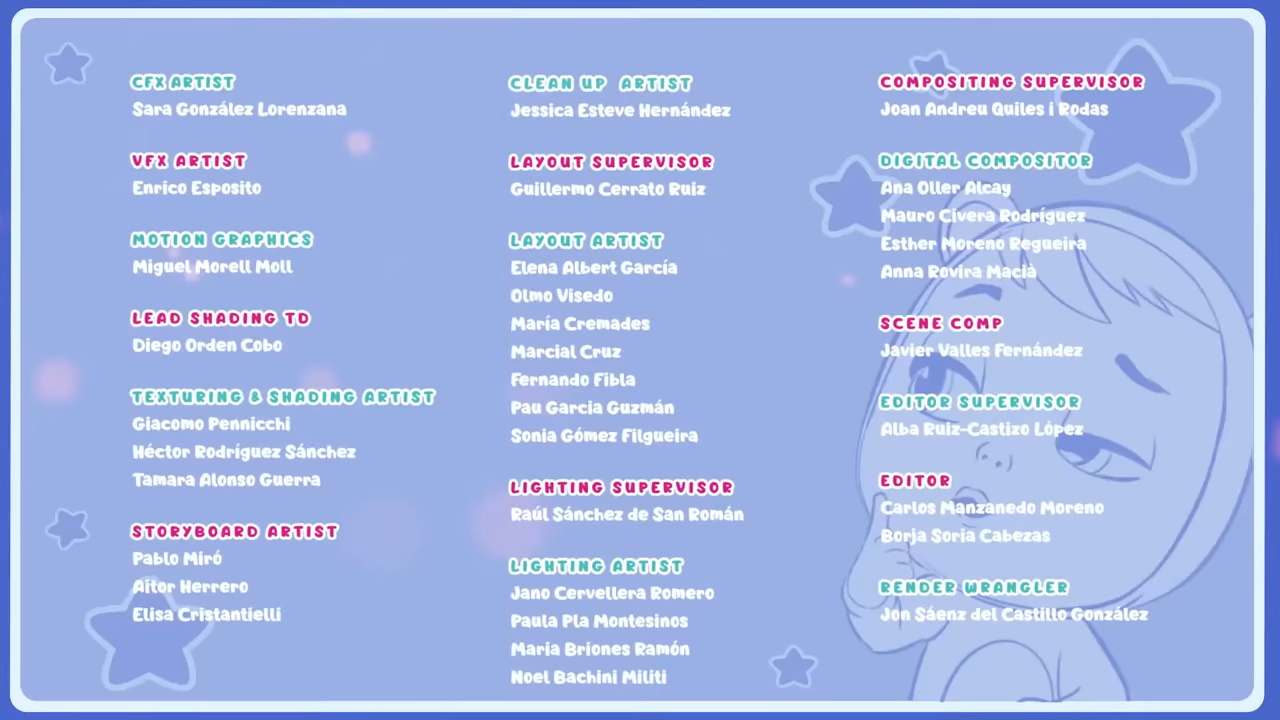 CFX ARTIST
Sara González Lorenzana
VFX ARTIST
Enrico Esposito
MOTION GRAPHICS
Miguel Morell Moll
LEAD SHADING TD
Diego Orden Cobo
TEXTURING & SHADING ARTIST
Giacomo Pennicchi
Héctor Rodríguez Sánchez
Tamara Alonso Guerra
STORYBOARD ARTIST
Pablo Miró
Aitor Herrero
Elisa Cristantielli
CLEAN UP ARTIST
Jessica Esteve Hernández
LAYOUT SUPERVISOR
Guillermo Cerrato Ruiz
LAYOUT ARTIST
Elena Albert García
Olmo Visedo
María Cremades
Marcial Cruz
Fernando Fibla
Pau Garcia Guzmán
Sonia Gómez Filgueira
LIGHTING SUPERVISOR
Raúl Sánchez de San Román
LIGHTING ARTIST
Jano Cervellera Romero
Paula Pla Montesinos
Maria Briones Ramón
Noel Bachini Militi
COMPOSITING SUPERVISOR
Joan Andreu Quiles i Rodas
DIGITAL COMPOSITOR
Ana Oller Alcay
Mauro Civera Rodríguez
Esther Moreno Regueira
Anna Rovira Macià
SCENE COMP
Javier Valles Fernández
EDITOR SUPERVISOR
Alba Ruiz-Castizo López
EDITOR
Carlos Manzanedo Moreno
Borja Soria Cabezas
RENDER WRANGLER
Jon Sáenz del Castillo González